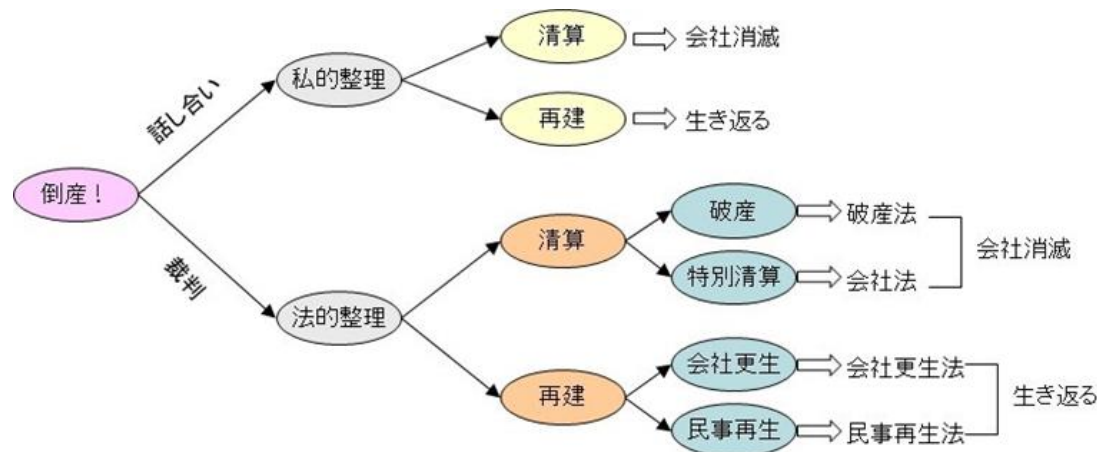 倒産！
話し合い
裁判
私的整理
清算
会社消滅
再建
生き返る
法的整理
清算
破産
破産法
特別清算
会社法
会社消滅
再建
会社更生
会社更生法
民事再生
民事再生法
生き返る